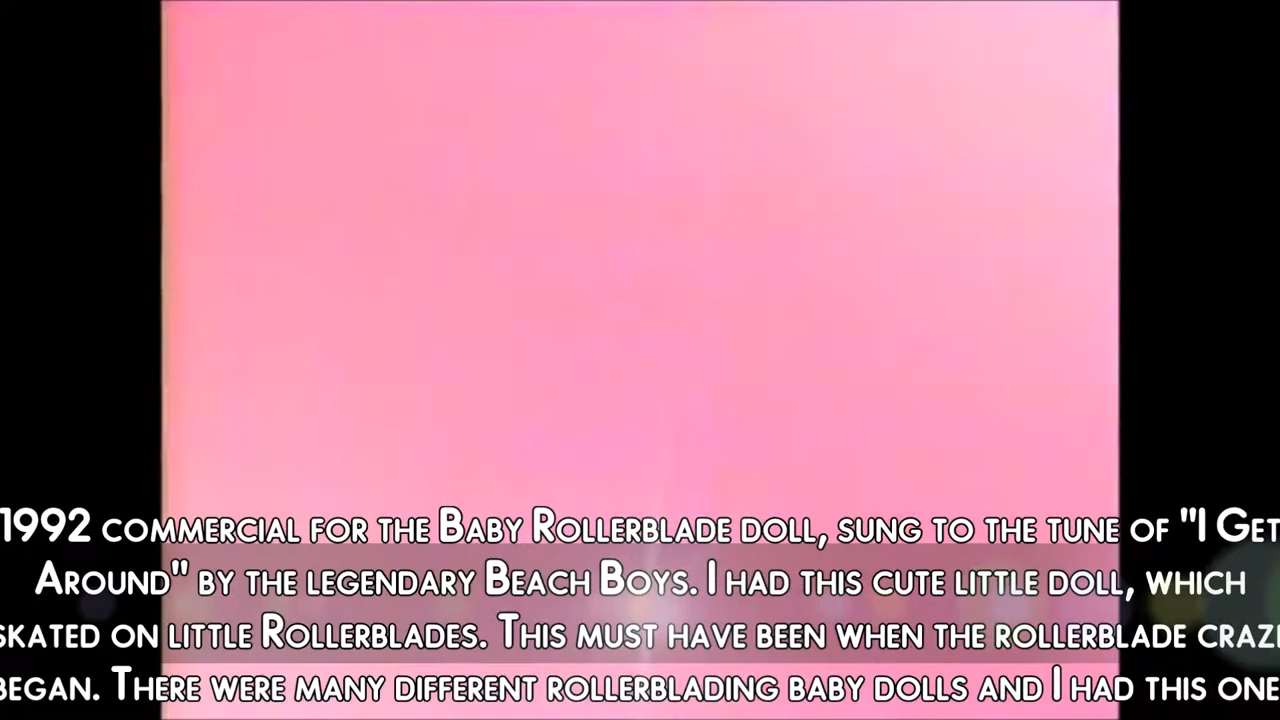 1992 commercial for the Baby Rollerblade doll, sung to the tune of "I Get
Around" by the legendary Beach Boys. I had this cute little doll, which
skated on little Rollerblades. This must have been when the rollerblade craze
began. There were many different rollerblading baby dolls and I had this one